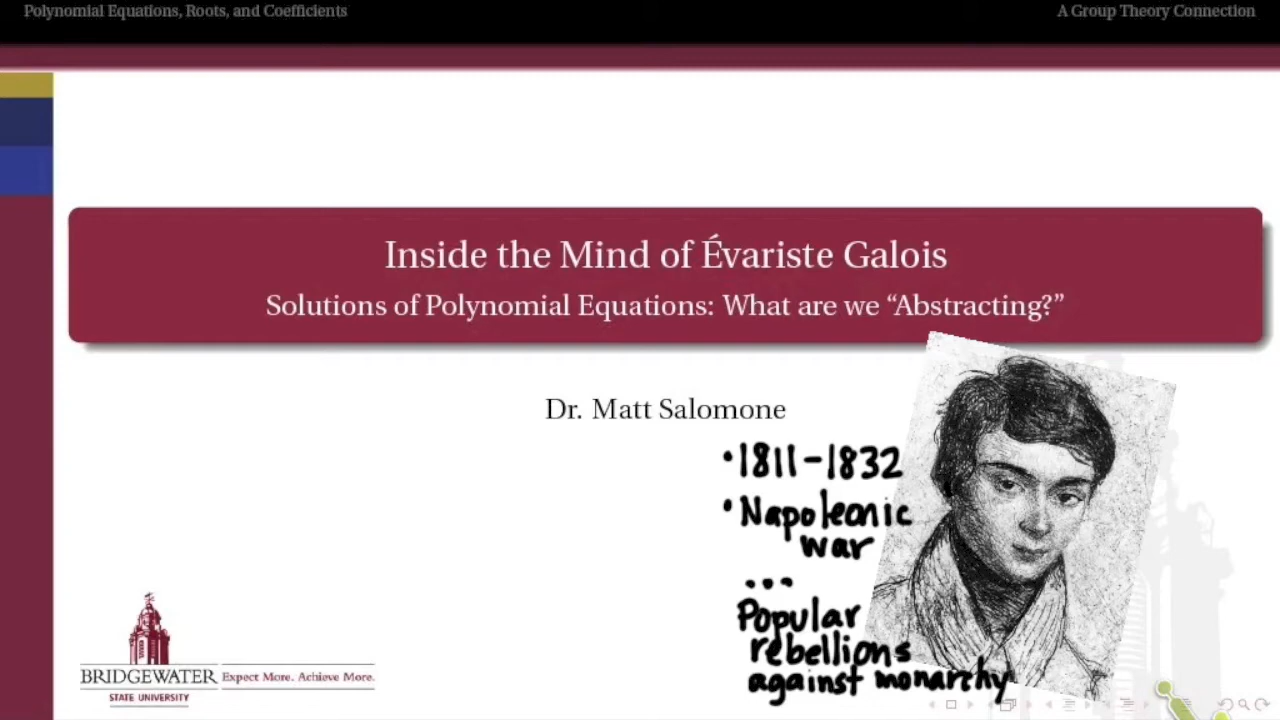 Polynomial Equations, Roots, and Coefficients
A Group Theory Connection
Inside the Mind of Évariste Galois
Solutions of Polynomial Equations: What are we “Abstracting?”
Dr. Matt Salomone
•1811-1832
•Napoleonic
war
...
Popular
rebellions
against monarchy
BRIDGEWATER
STATE UNIVERSITY
Expect More. Achieve More.